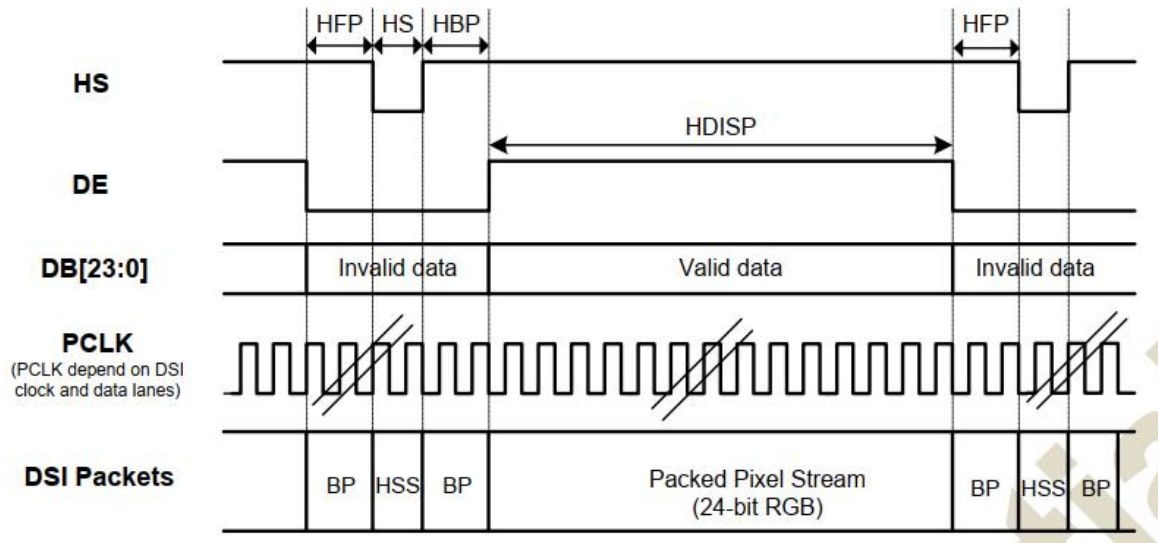 HFP HS HBP HFP
HS
HDISP
DE
DB[23:0] Invalid data Valid data Invalid data
PCLK
(PCLK depend on DSI
clock and data lanes)
DSI Packets BP HSS BP Packed Pixel Stream BP HSS BP
(24-bit RGB)